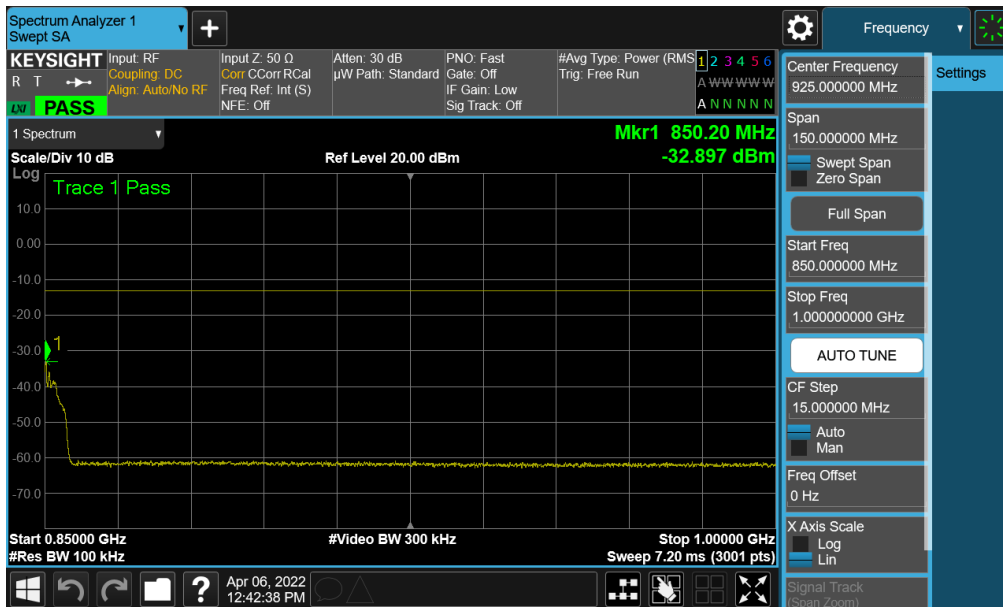 Spectrum Analyzer 1
Swept SA
Frequency
Settings
KEYSIGHT
R T
LXI PASS
Input: RF
Coupling: DC
Align: Auto/No RF
Input Z: 50 Ω
Corr CCorr RCal
Freq Ref: Int (S)
NFE: Off
Atten: 30 dB
µW Path: Standard
PNO: Fast
Gate: Off
IF Gain: Low
Sig Track: Off
#Avg Type: Power (RMS
Trig: Free Run
1 2 3 4 5 6
A W W W W W
A N N N N N
1 Spectrum
Mkr1 850.20 MHz
Scale/Div 10 dB
Ref Level 20.00 dBm
-32.897 dBm
Log
Trace 1 Pass
10.0
0.00
-10.0
-20.0
-30.0
1
-40.0
-50.0
-60.0
-70.0
Start 0.85000 GHz
#Video BW 300 kHz
Stop 1.00000 GHz
#Res BW 100 kHz
Sweep 7.20 ms (3001 pts)
Center Frequency
925.000000 MHz
Span
150.000000 MHz
Swept Span
Zero Span
Full Span
Start Freq
850.000000 MHz
Stop Freq
1.000000000 GHz
AUTO TUNE
CF Step
15.000000 MHz
Auto
Man
Freq Offset
0 Hz
X Axis Scale
Log
Lin
Signal Track
(Span Zoom)
?
Apr 06, 2022
12:42:38 PM